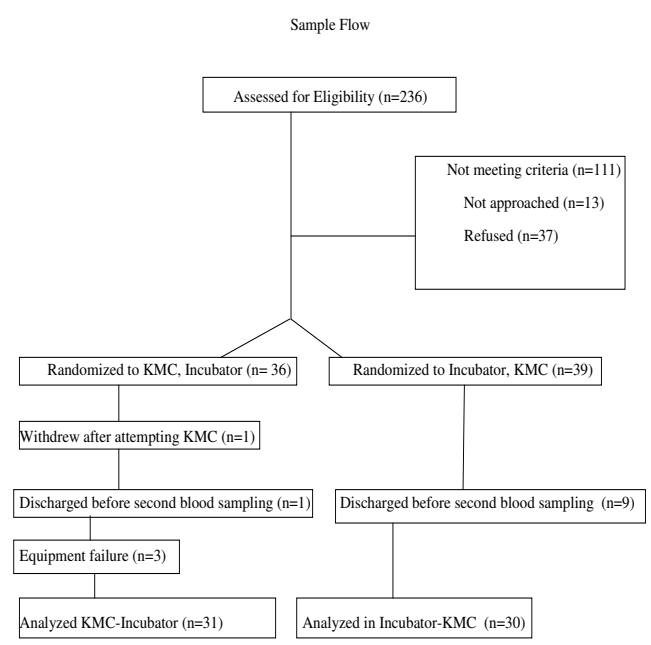 Sample Flow
Assessed for Eligibility (n=236)
Not meeting criteria (n=111)
Not approached (n=13)
Refused (n=37)
Randomized to KMC, Incubator (n= 36)
Randomized to Incubator, KMC (n=39)
Withdrew after attempting KMC (n=1)
Discharged before second blood sampling (n=1)
Discharged before second blood sampling (n=9)
Equipment failure (n=3)
Analyzed KMC-Incubator (n=31)
Analyzed in Incubator-KMC (n=30)